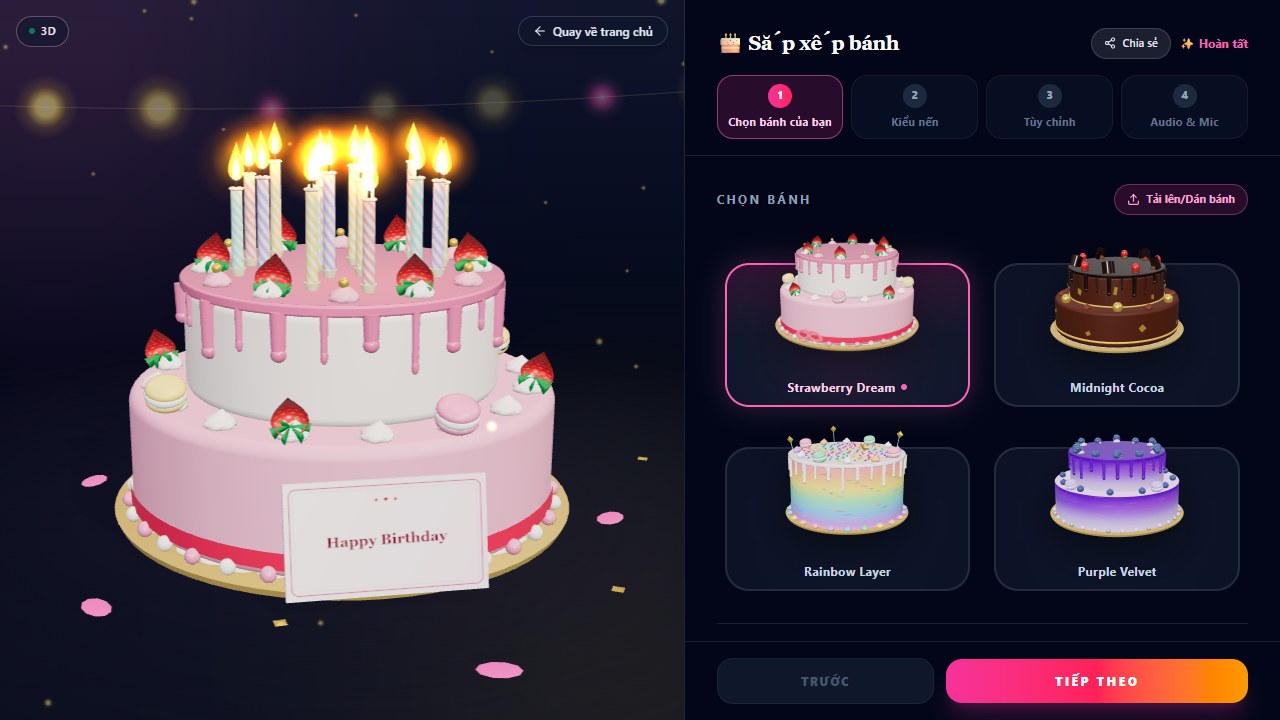 3D
Quay về trang chủ
Happy Birthday
Sắp xếp bánh
Chia sẻ
Hoàn tất
1
Chọn bánh của bạn
2
Kiểu nến
3
Tùy chỉnh
4
Audio & Mic
CHỌN BÁNH
Tải lên/Dán bánh
Strawberry Dream
Midnight Cocoa
Rainbow Layer
Purple Velvet
TRƯỚC
TIẾP THEO